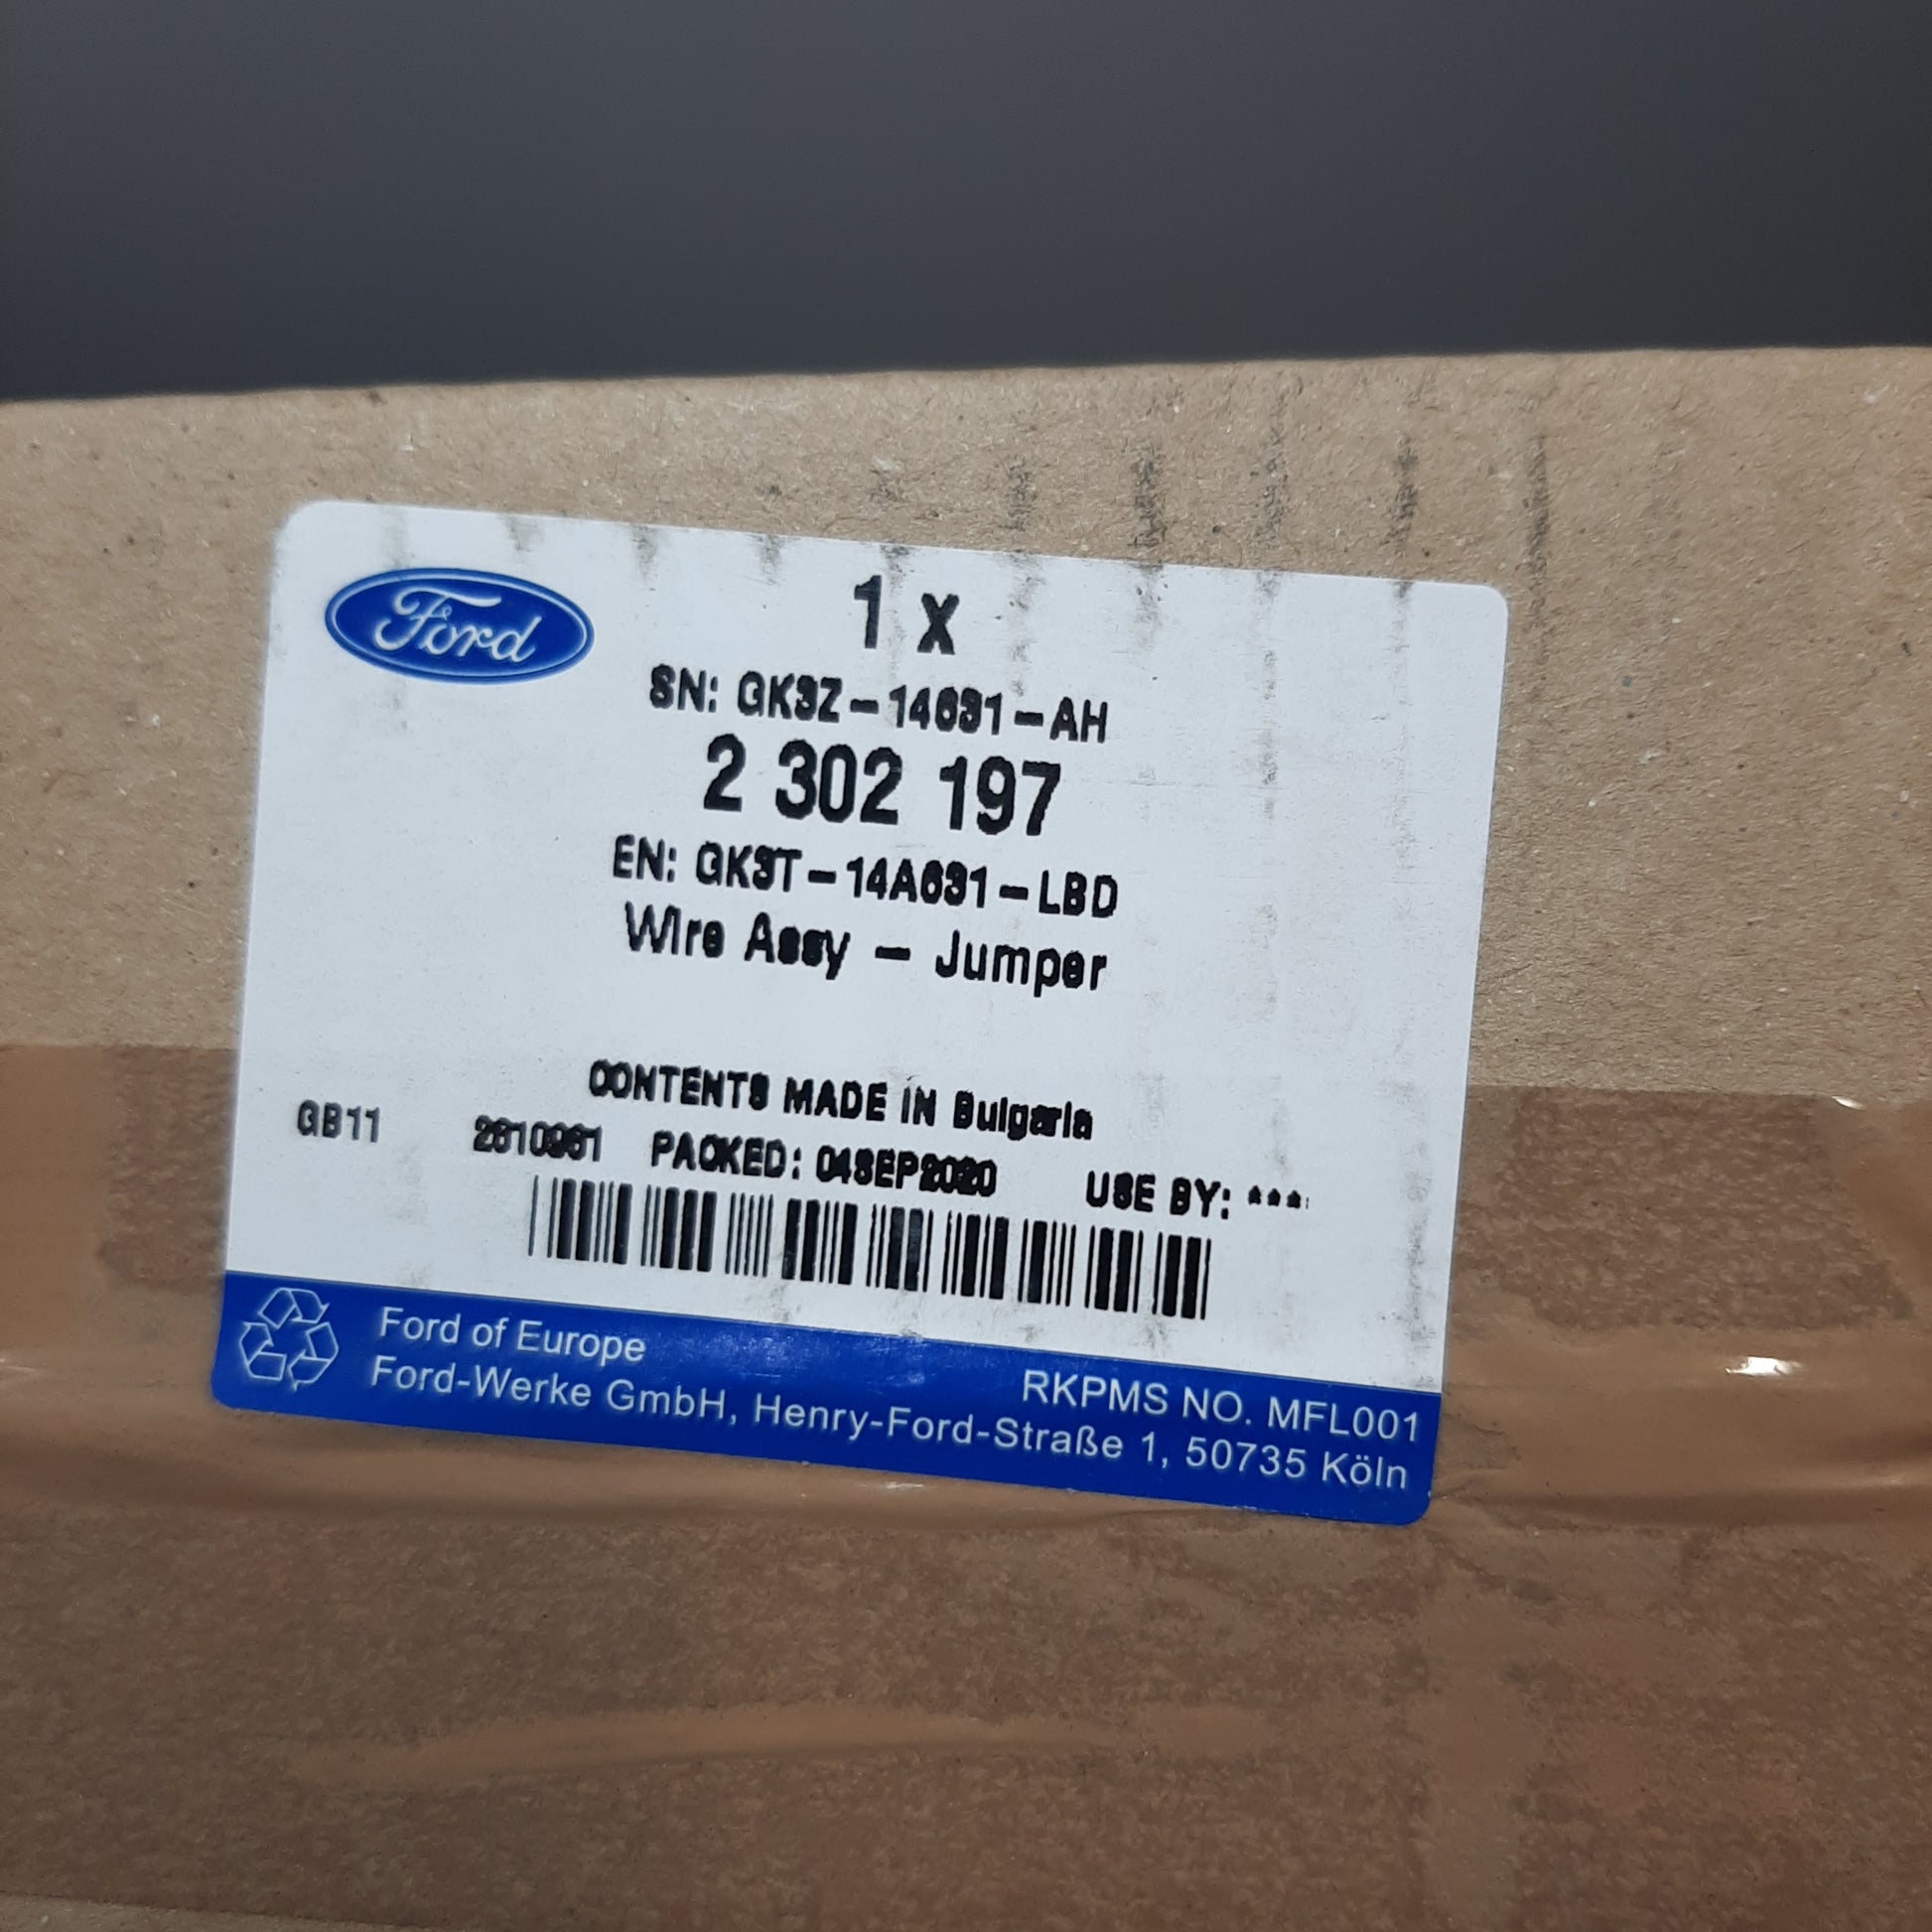 Ford
1 x
SN: GK3Z-14631-AH
2 302 197
EN: GK3T-14A631-LBD
Wire Assy - Jumper
CONTENTS MADE IN Bulgaria
GB11 2610961 PACKED: 04SEP2020 USE BY: ***
Ford of Europe
RKPMS NO. MFL001
Ford-Werke GmbH, Henry-Ford-Straße 1, 50735 Köln